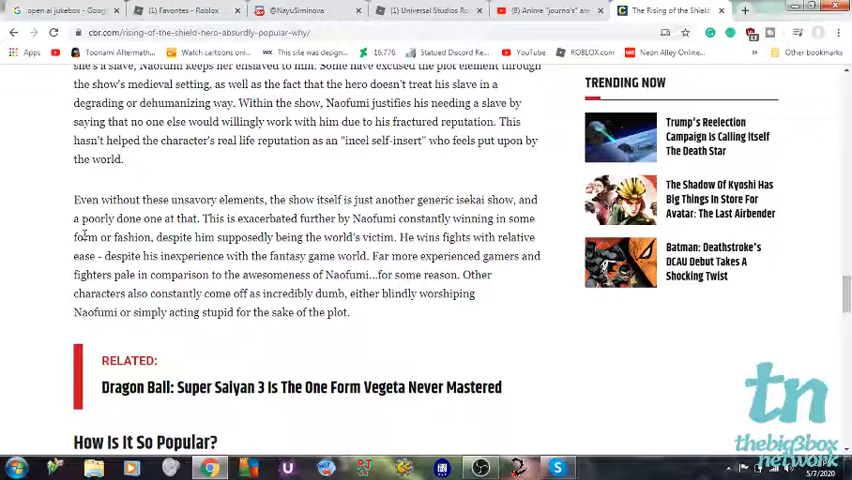 open ai jukebox - Google
Favorites - Roblox
@NayuSiminova
Universal Studios Ro
(8) Anime "journo's" are
The Rising of the Shield
cbr.com/rising-of-the-shield-hero-absurdly-popular-why/
Toonami Aftermath...
Watch cartoons onl...
This site was design...
16,776
Statued Reced Re...
ROBLOX.com
Neon Alley Online:...
Other bookmarks
she's a slave, Naofumi keeps her enslaved to him. Some have excused the plot element through
the show's medieval setting, as well as the fact that the hero doesn't treat his slave in a
degrading or dehumanizing way. Within the show, Naofumi justifies his needing a slave by
saying that no one else would willingly work with him due to his fractured reputation. This
hasn't helped the character's real life reputation as an "incel self-insert" who feels put upon by
the world.
Even without these unsavory elements, the show itself is just another generic isekai show, and
a poorly done one at that. This is exacerbated further by Naofumi constantly winning in some
form or fashion, despite him supposedly being the world's victim. He wins fights with relative
ease - despite his inexperience with the fantasy game world. Far more experienced gamers and
fighters pale in comparison to the awesomeness of Naofumi...for some reason. Other
characters also constantly come off as incredibly dumb, either blindly worshiping
Naofumi or simply acting stupid for the sake of the plot.
RELATED:
Dragon Ball: Super Saiyan 3 Is The One Form Vegeta Never Mastered
How Is It So Popular?
TRENDING NOW
Trump's Reelection
Campaign Is Calling Itself
The Death Star
The Shadow Of Kyoshi Has
Big Things In Store For
Avatar: The Last Airbender
Batman: Deathstroke's
DCAU Debut Takes A
Shocking Twist
tn
thebig3box
network
5/7/2020